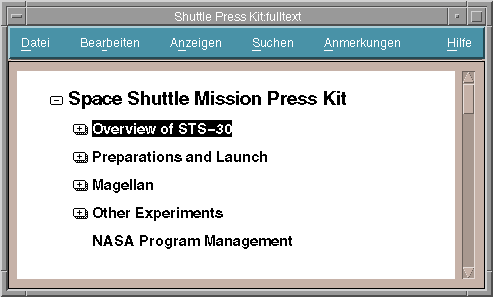 Shuttle Press Kit:fulltext
Datei Bearbeiten Anzeigen Suchen Anmerkungen Hilfe
Space Shuttle Mission Press Kit
Overview of STS-30
Preparations and Launch
Magellan
Other Experiments
NASA Program Management